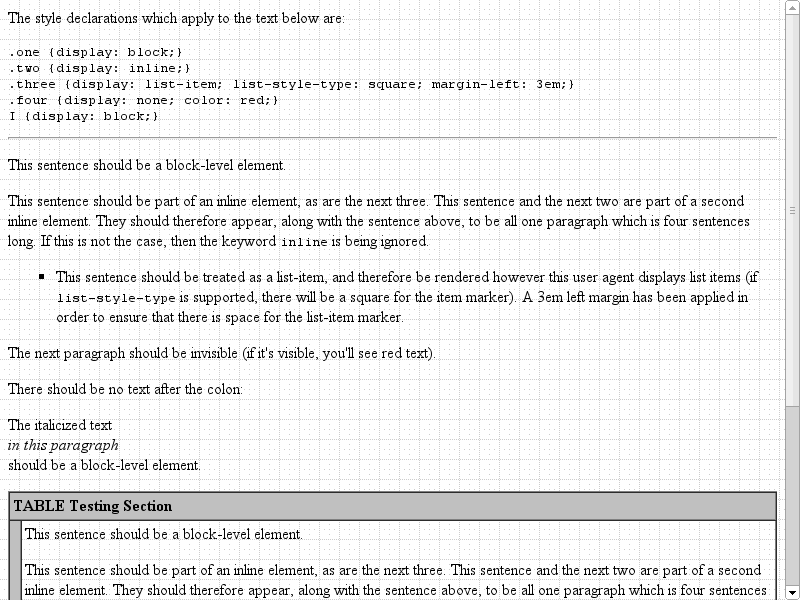 The style declarations which apply to the text below are:
.one {display: block;}
.two {display: inline;}
.three {display: list-item; list-style-type: square; margin-left: 3em;}
.four {display: none; color: red;}
I {display: block;}
This sentence should be a block-level element.
This sentence should be part of an inline element, as are the next three. This sentence and the next two are part of a second
inline element. They should therefore appear, along with the sentence above, to be all one paragraph which is four sentences
long. If this is not the case, then the keyword inline is being ignored.
This sentence should be treated as a list-item, and therefore be rendered however this user agent displays list items (if
list-style-type is supported, there will be a square for the item marker). A 3em left margin has been applied in
order to ensure that there is space for the list-item marker.
The next paragraph should be invisible (if it's visible, you'll see red text).
There should be no text after the colon:
The italicized text
in this paragraph
should be a block-level element.
TABLE Testing Section
This sentence should be a block-level element.
This sentence should be part of an inline element, as are the next three. This sentence and the next two are part of a second
inline element. They should therefore appear, along with the sentence above, to be all one paragraph which is four sentences